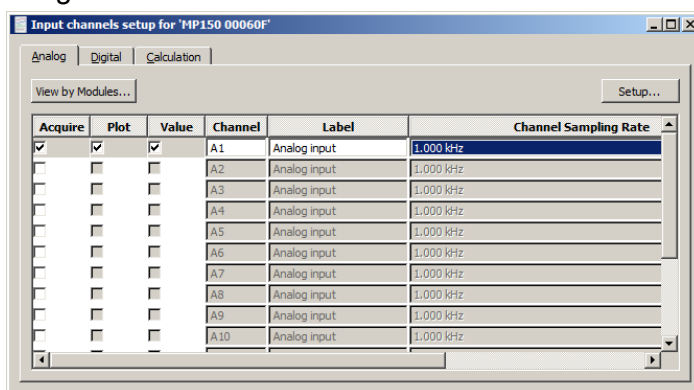 Input channels setup for 'MP150 00060F'
Analog Digital Calculation
View by Modules... Setup...
Acquire Plot Value Channel Label Channel Sampling Rate
A1 Analog input 1.000 kHz
A2 Analog input 1.000 kHz
A3 Analog input 1.000 kHz
A4 Analog input 1.000 kHz
A5 Analog input 1.000 kHz
A6 Analog input 1.000 kHz
A7 Analog input 1.000 kHz
A8 Analog input 1.000 kHz
A9 Analog input 1.000 kHz
A10 Analog input 1.000 kHz